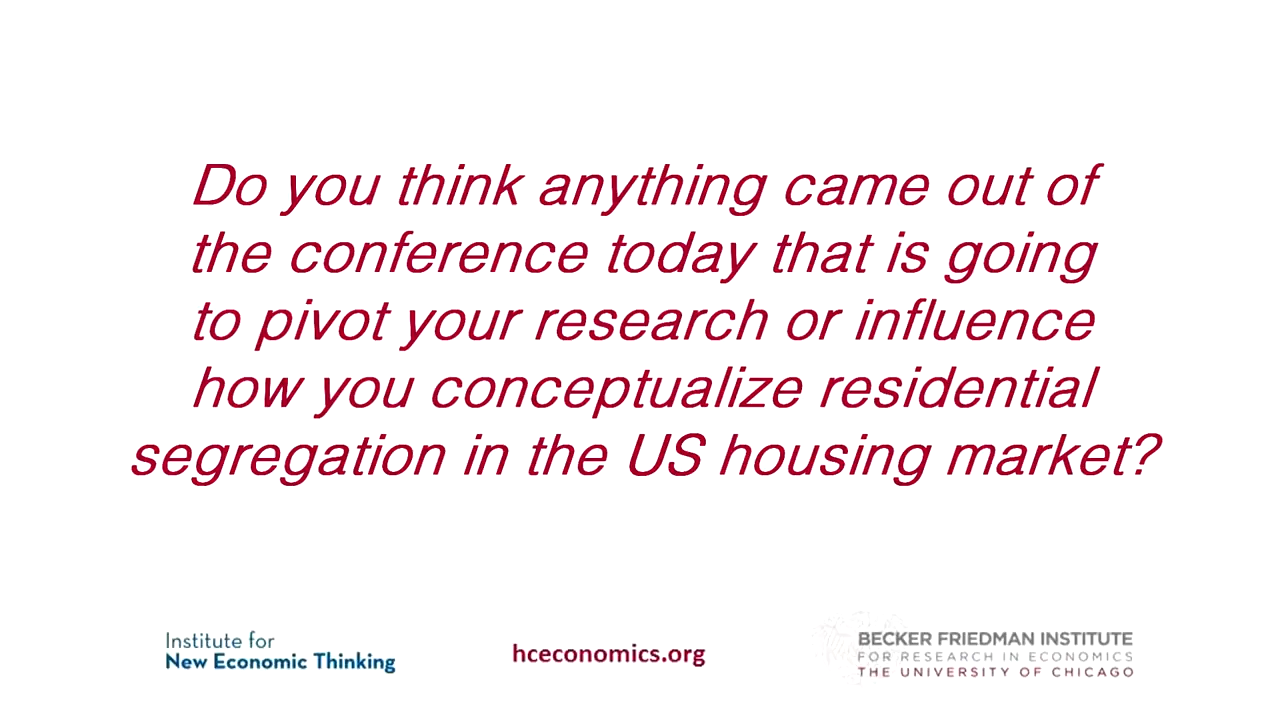 Do you think anything came out of
the conference today that is going
to pivot your research or influence
how you conceptualize residential
segregation in the US housing market?
Institute for
New Economic Thinking
hceconomics.org
BECKER FRIEDMAN INSTITUTE
FOR RESEARCH IN ECONOMICS
THE UNIVERSITY OF CHICAGO